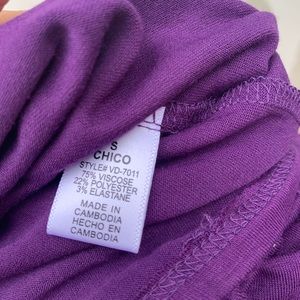 S
CHICO
STYLE# VD-7011
75% VISCOSE
22% POLYESTER
3% ELASTANE
MADE IN
CAMBODIA
HECHO EN
CAMBODIA